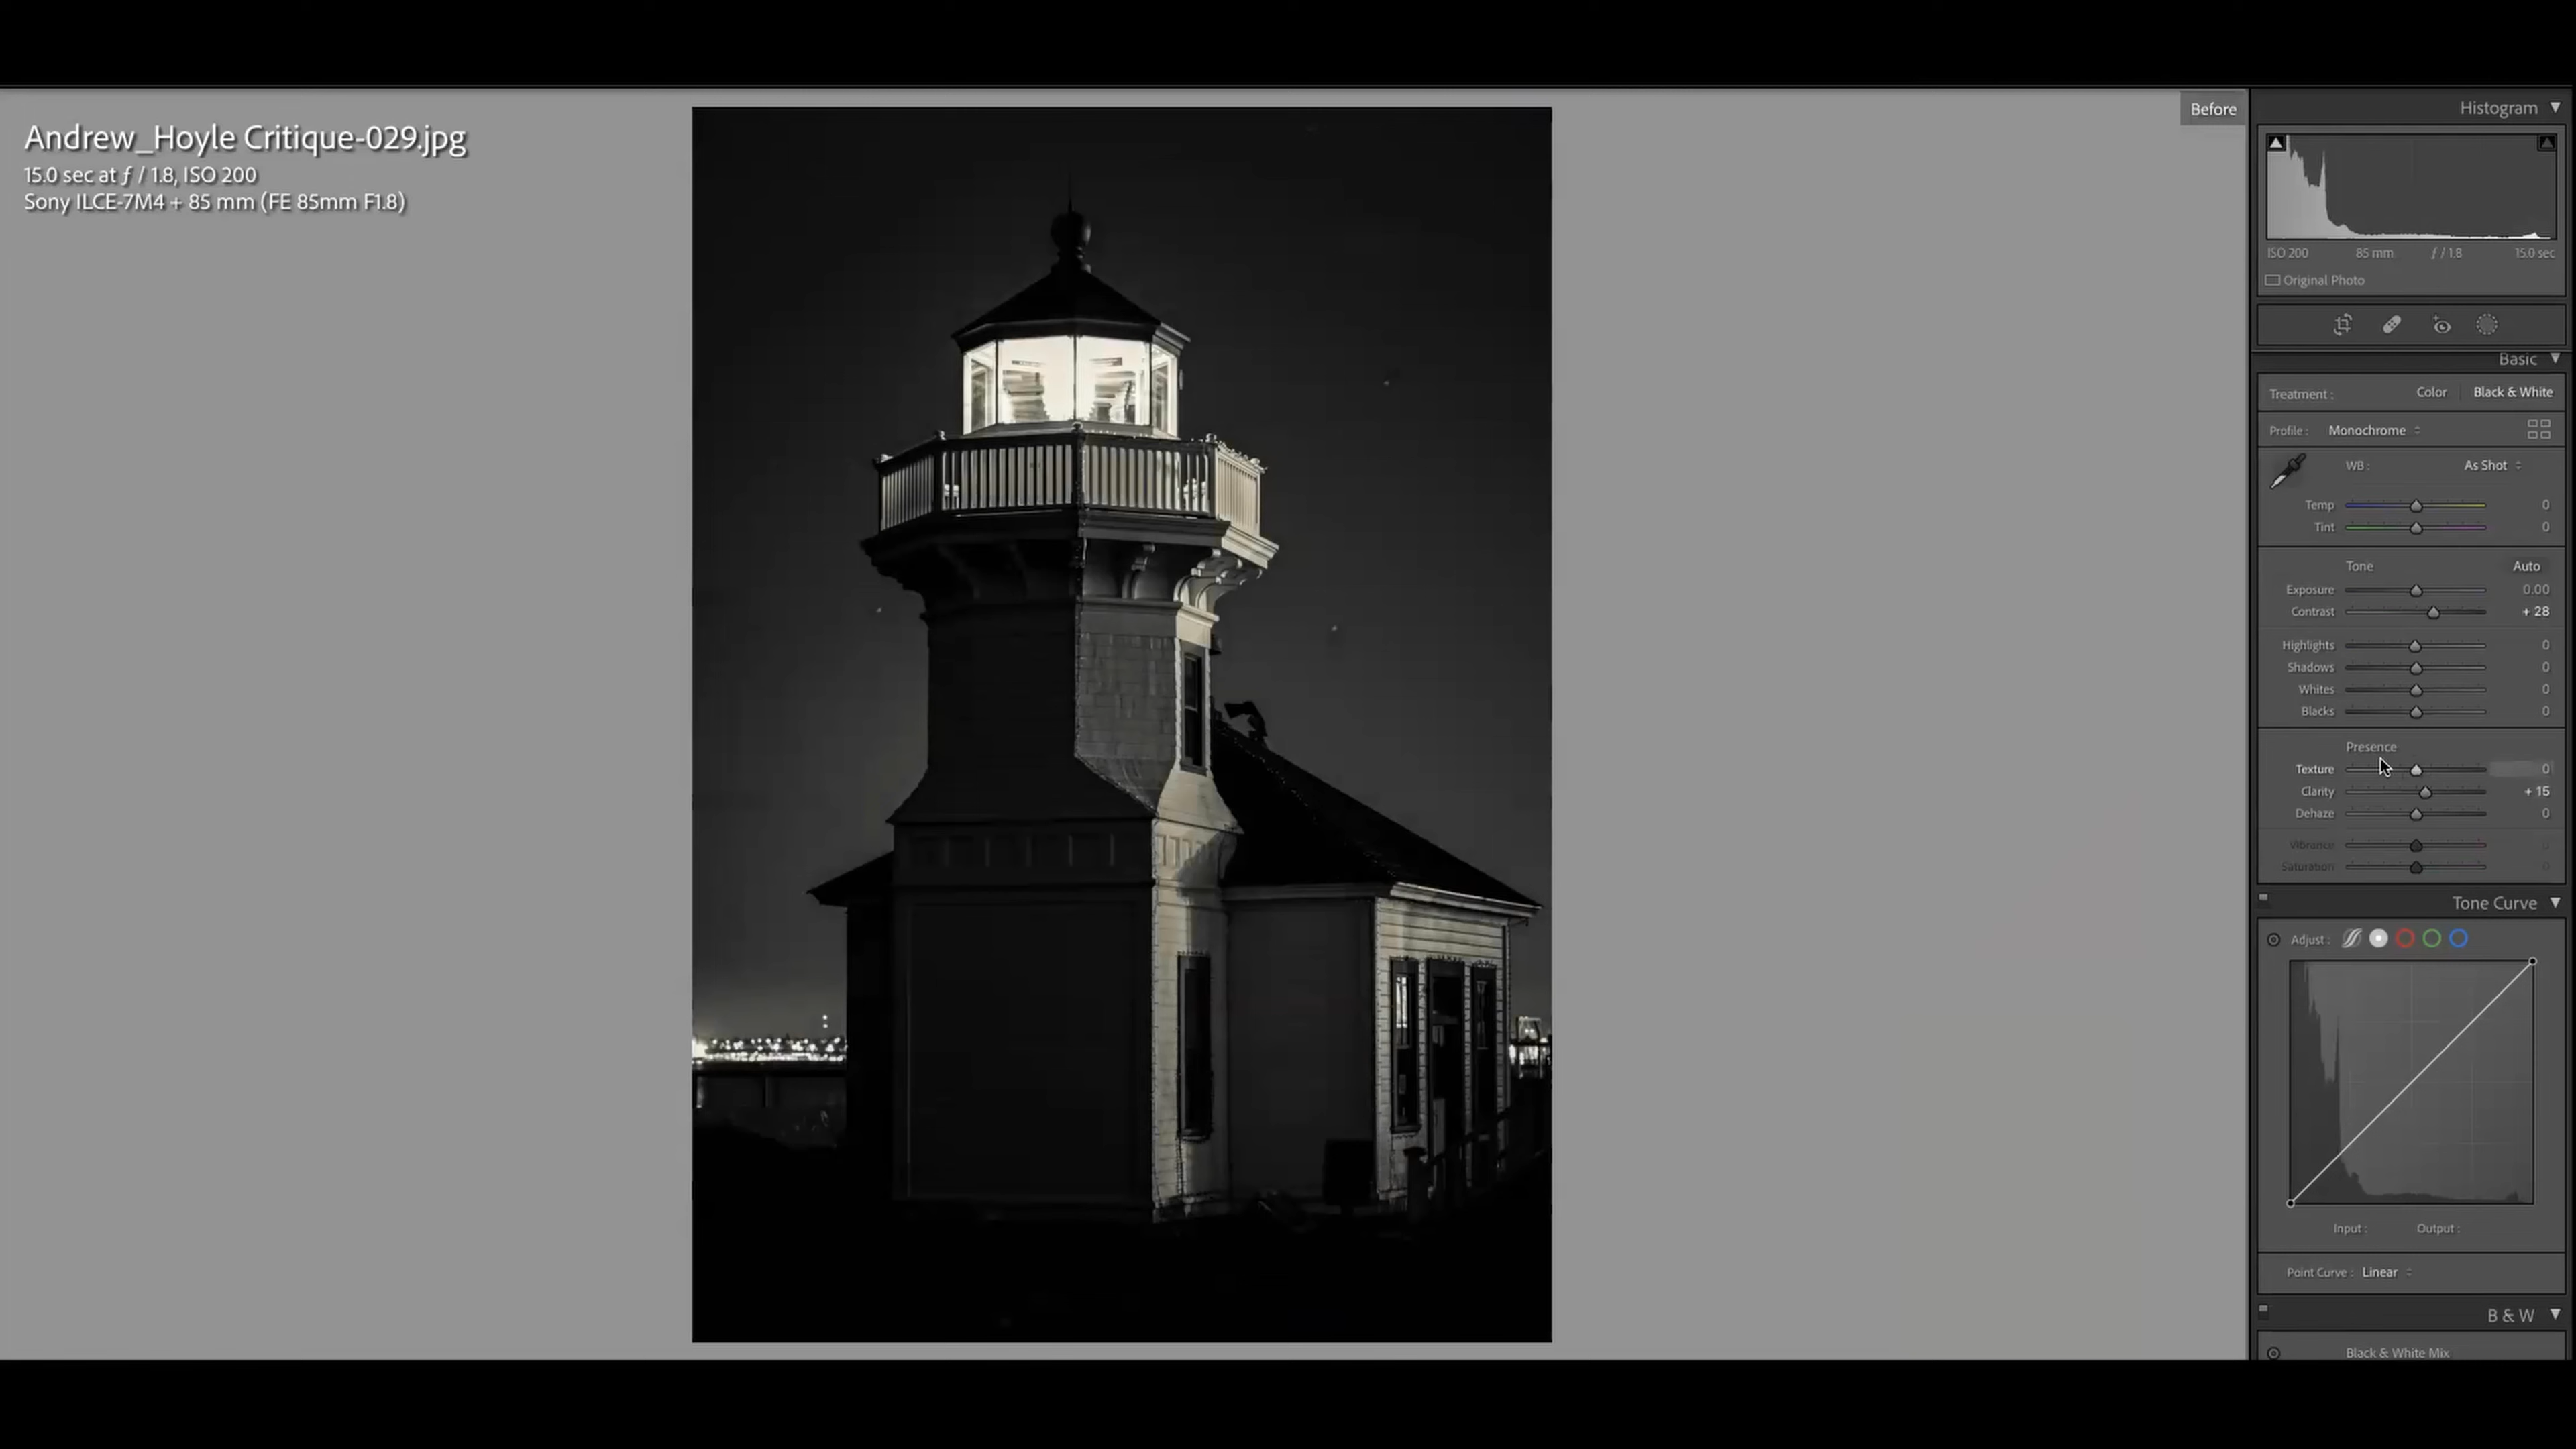 Andrew_Hoyle Critique-029.jpg
15.0 sec at ƒ / 1.8, ISO 200
Sony ILCE-7M4 + 85 mm (FE 85mm F1.8)
Before
Histogram
ISO 200 85 mm ƒ / 1.8 15.0 sec
Original Photo
Basic
Treatment : Color Black & White
Profile : Monochrome
WB : As Shot
Temp 0
Tint 0
Tone Auto
Exposure 0.00
Contrast + 28
Highlights 0
Shadows 0
Whites 0
Blacks 0
Presence
Texture 0
Clarity + 15
Dehaze 0
Vibrance
Saturation
Tone Curve
Adjust :
Input : Output :
Point Curve : Linear
B & W
Black & White Mix